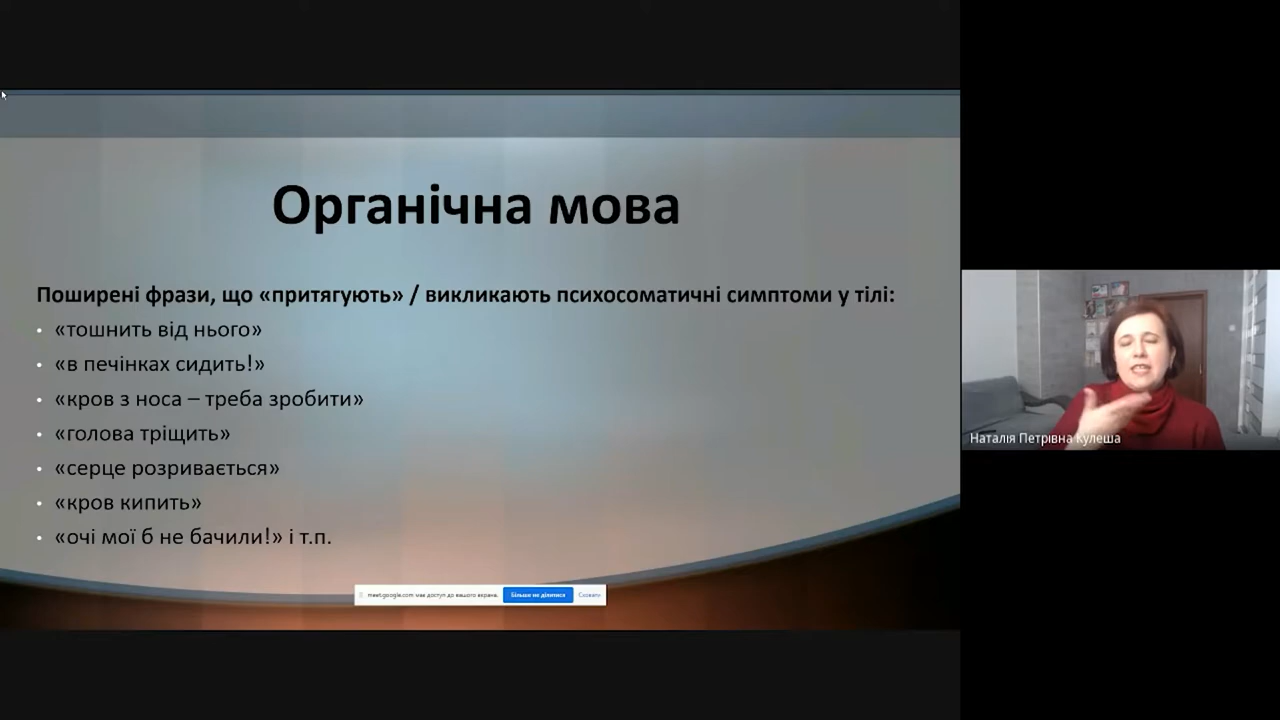 Органічна мова
Поширені фрази, що «притягують» / викликають психосоматичні симптоми у тілі:
• «тошнить від нього»
• «в печінках сидить!»
• «кров з носа – треба зробити»
• «голова тріщить»
• «серце розривається»
• «кров кипить»
• «очі мої б не бачили!» і т.п.
meet.google.com має доступ до вашого екрана. Більше не ділитися Сховати
Наталія Петрівна Кулеша